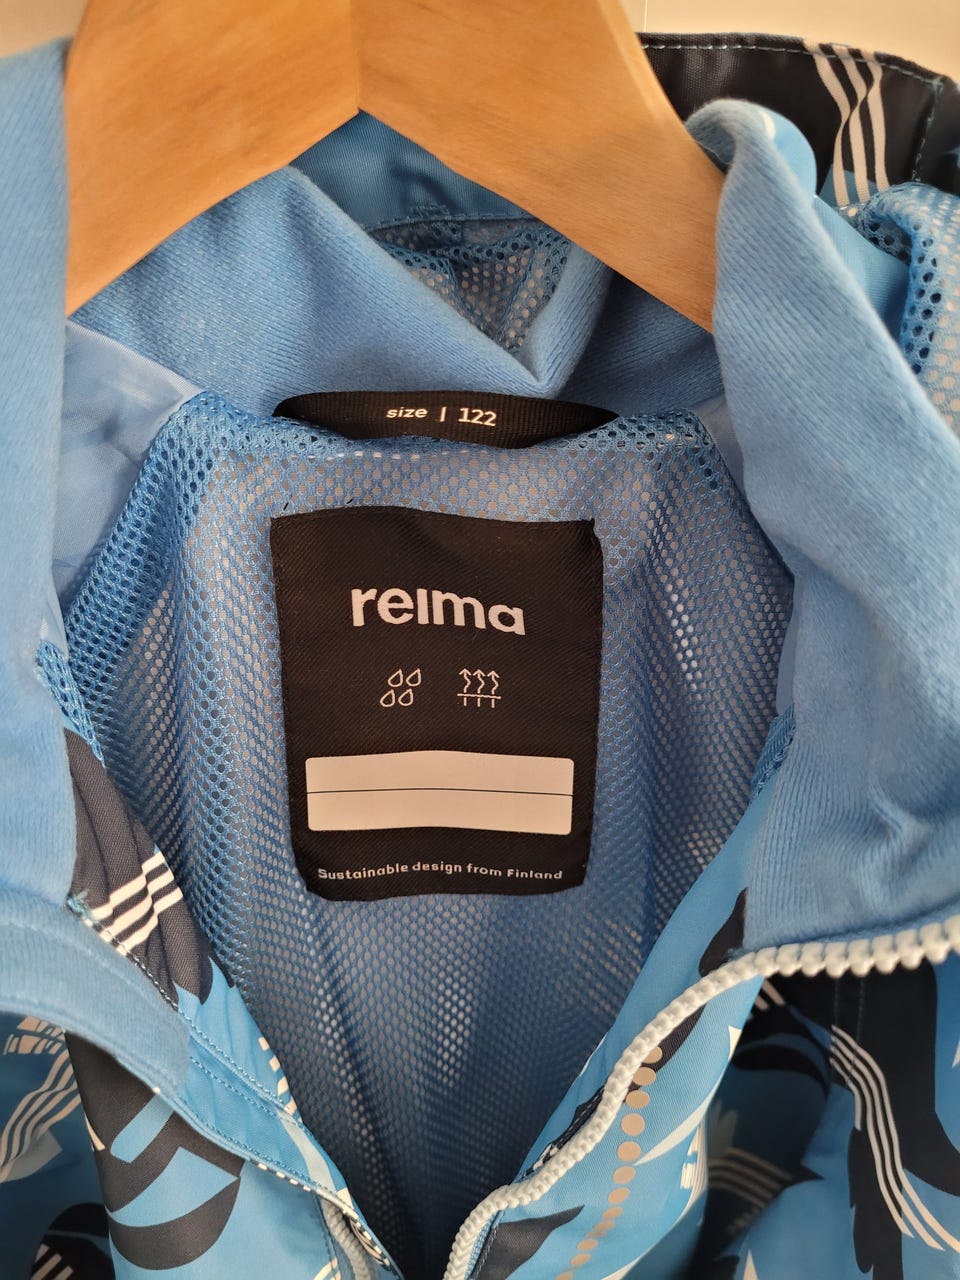 size | 122
reima
Sustainable design from Finland